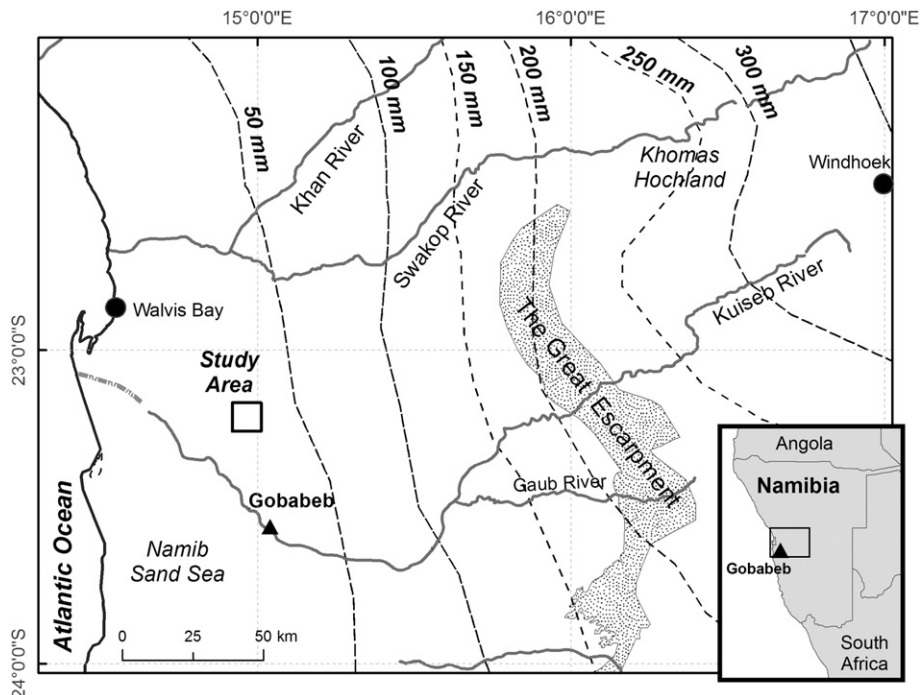 15°0'0"E
16°0'0"E
17°0'0"E
50 mm
100 mm
150 mm
200 mm
250 mm
300 mm
Khan River
Swakop River
Khomas
Hochland
Windhoek
Kuiseb River
Walvis Bay
23°0'0"S
Study
Area
The Great Escarpment
Gaub River
Gobabeb
Atlantic Ocean
Namib
Sand Sea
0 25 50 km
24°0'0"S
Angola
Namibia
Gobabeb
South
Africa